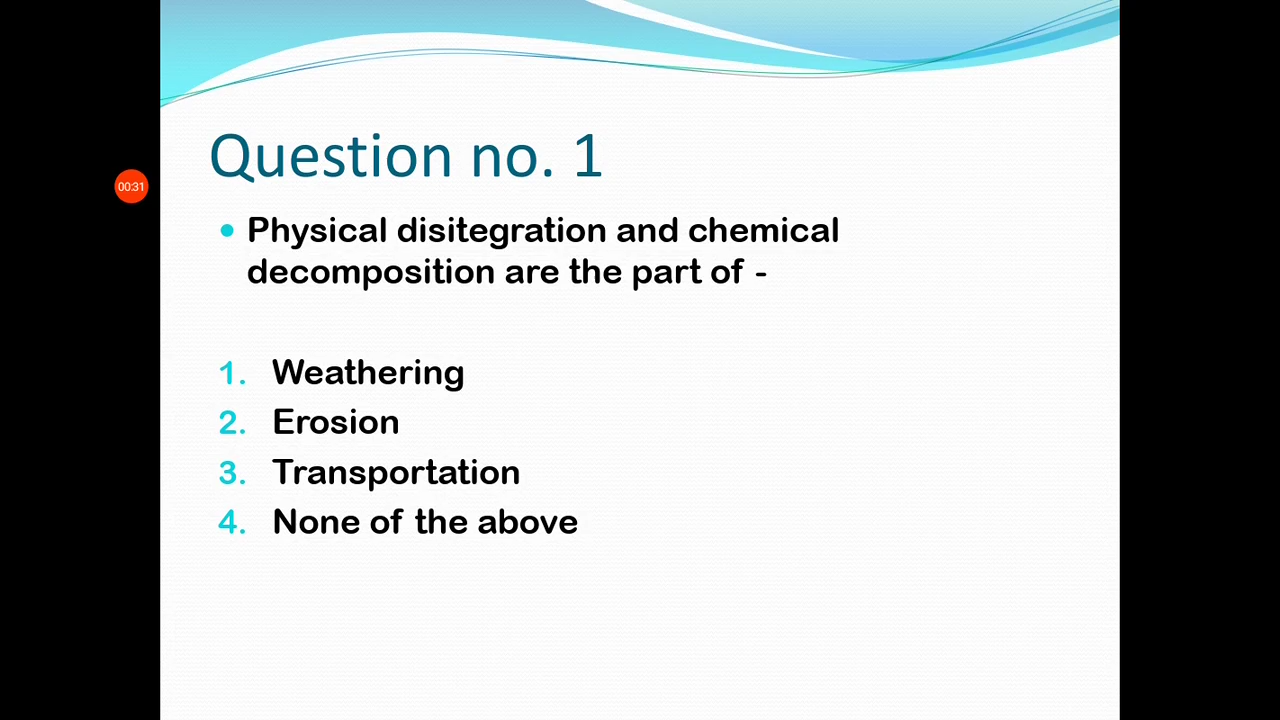 Question no. 1
00:31
• Physical disitegration and chemical
decomposition are the part of -
1. Weathering
2. Erosion
3. Transportation
4. None of the above